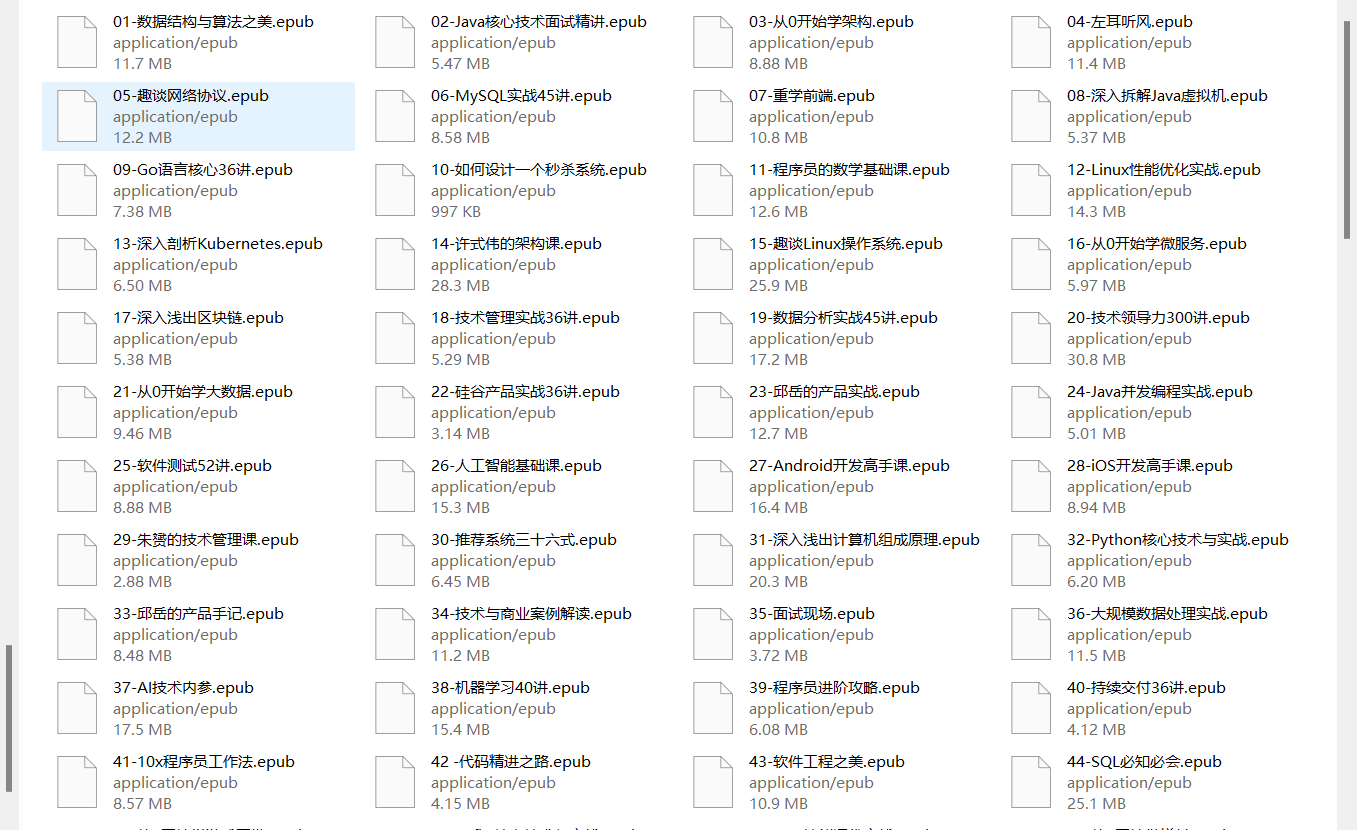 01-数据结构与算法之美.epub
application/epub
11.7 MB
02-Java核心技术面试精讲.epub
application/epub
5.47 MB
03-从0开始学架构.epub
application/epub
8.88 MB
04-左耳听风.epub
application/epub
11.4 MB
05-趣谈网络协议.epub
application/epub
12.2 MB
06-MySQL实战45讲.epub
application/epub
8.58 MB
07-重学前端.epub
application/epub
10.8 MB
08-深入拆解Java虚拟机.epub
application/epub
5.37 MB
09-Go语言核心36讲.epub
application/epub
7.38 MB
10-如何设计一个秒杀系统.epub
application/epub
997 KB
11-程序员的数学基础课.epub
application/epub
12.6 MB
12-Linux性能优化实战.epub
application/epub
14.3 MB
13-深入剖析Kubernetes.epub
application/epub
6.50 MB
14-许式伟的架构课.epub
application/epub
28.3 MB
15-趣谈Linux操作系统.epub
application/epub
25.9 MB
16-从0开始学微服务.epub
application/epub
5.97 MB
17-深入浅出区块链.epub
application/epub
5.38 MB
18-技术管理实战36讲.epub
application/epub
5.29 MB
19-数据分析实战45讲.epub
application/epub
17.2 MB
20-技术领导力300讲.epub
application/epub
30.8 MB
21-从0开始学大数据.epub
application/epub
9.46 MB
22-硅谷产品实战36讲.epub
application/epub
3.14 MB
23-邱岳的产品实战.epub
application/epub
12.7 MB
24-Java并发编程实战.epub
application/epub
5.01 MB
25-软件测试52讲.epub
application/epub
8.88 MB
26-人工智能基础课.epub
application/epub
15.3 MB
27-Android开发高手课.epub
application/epub
16.4 MB
28-iOS开发高手课.epub
application/epub
8.94 MB
29-朱赟的技术管理课.epub
application/epub
2.88 MB
30-推荐系统三十六式.epub
application/epub
6.45 MB
31-深入浅出计算机组成原理.epub
application/epub
20.3 MB
32-Python核心技术与实战.epub
application/epub
6.20 MB
33-邱岳的产品手记.epub
application/epub
8.48 MB
34-技术与商业案例解读.epub
application/epub
11.2 MB
35-面试现场.epub
application/epub
3.72 MB
36-大规模数据处理实战.epub
application/epub
11.5 MB
37-AI技术内参.epub
application/epub
17.5 MB
38-机器学习40讲.epub
application/epub
15.4 MB
39-程序员进阶攻略.epub
application/epub
6.08 MB
40-持续交付36讲.epub
application/epub
4.12 MB
41-10x程序员工作法.epub
application/epub
8.57 MB
42 -代码精进之路.epub
application/epub
4.15 MB
43-软件工程之美.epub
application/epub
10.9 MB
44-SQL必知必会.epub
application/epub
25.1 MB